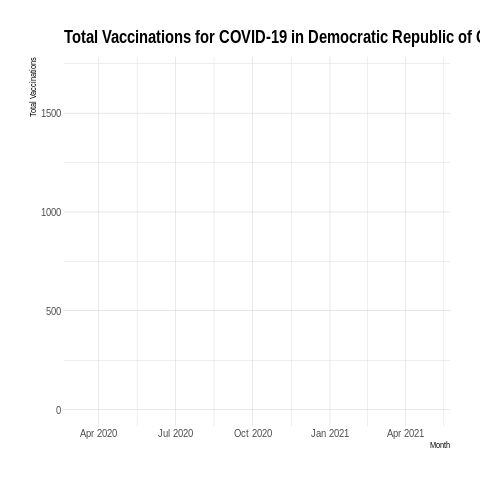 Total Vaccinations for COVID-19 in Democratic Republic of
Total Vaccinations
1500
1000
500
0
Apr 2020 Jul 2020 Oct 2020 Jan 2021 Apr 2021
Month